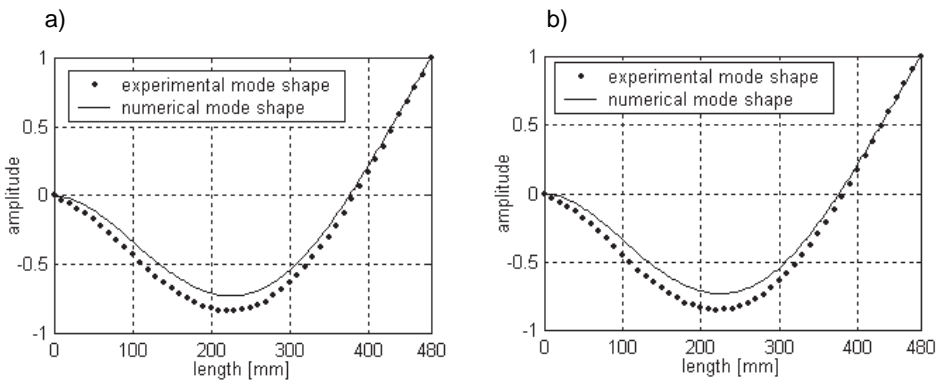 a)
1
0.5
0
-0.5
-1
amplitude
experimental mode shape
numerical mode shape
0 100 200 300 400 480
length [mm]
b)
1
0.5
0
-0.5
-1
amplitude
experimental mode shape
numerical mode shape
0 100 200 300 400 480
length [mm]